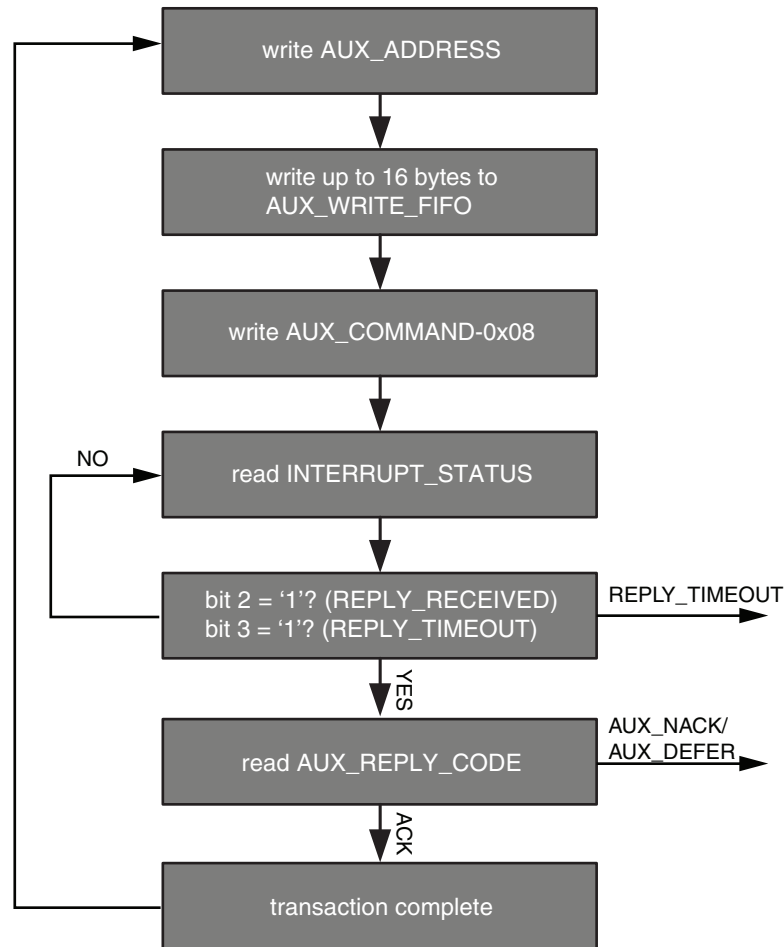 write AUX_ADDRESS
write up to 16 bytes to
AUX_WRITE_FIFO
write AUX_COMMAND-0x08
NO
read INTERRUPT_STATUS
bit 2 = ‘1’? (REPLY_RECEIVED)
bit 3 = ‘1’? (REPLY_TIMEOUT)
REPLY_TIMEOUT
YES
read AUX_REPLY_CODE
AUX_NACK/
AUX_DEFER
ACK
transaction complete